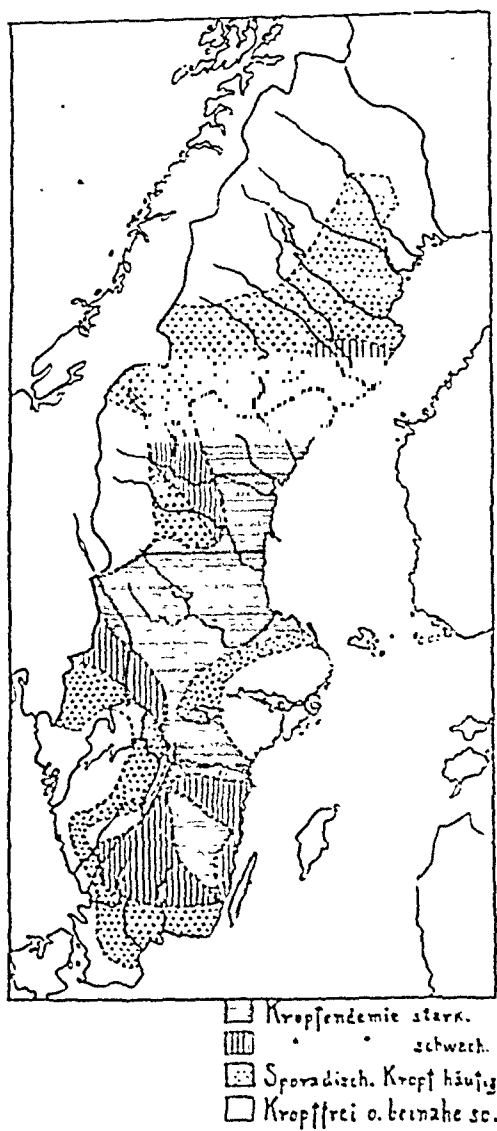 Kropfendemie stark.
" " schwach.
Sporadisch. Kropf häufig
Kropffrei o. beinahe so.